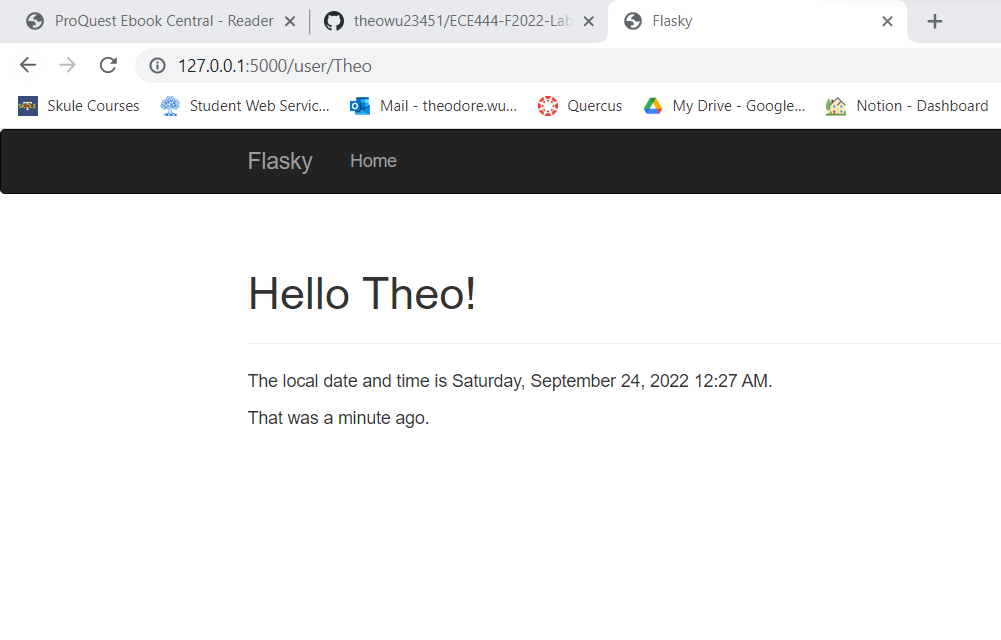 ProQuest Ebook Central - Reader
theowu23451/ECE444-F2022-Lab
Flasky
127.0.0.1:5000/user/Theo
Skule Courses
Student Web Servic...
Mail - theodore.wu...
Quercus
My Drive - Google...
Notion - Dashboard
Flasky
Home
Hello Theo!
The local date and time is Saturday, September 24, 2022 12:27 AM.
That was a minute ago.